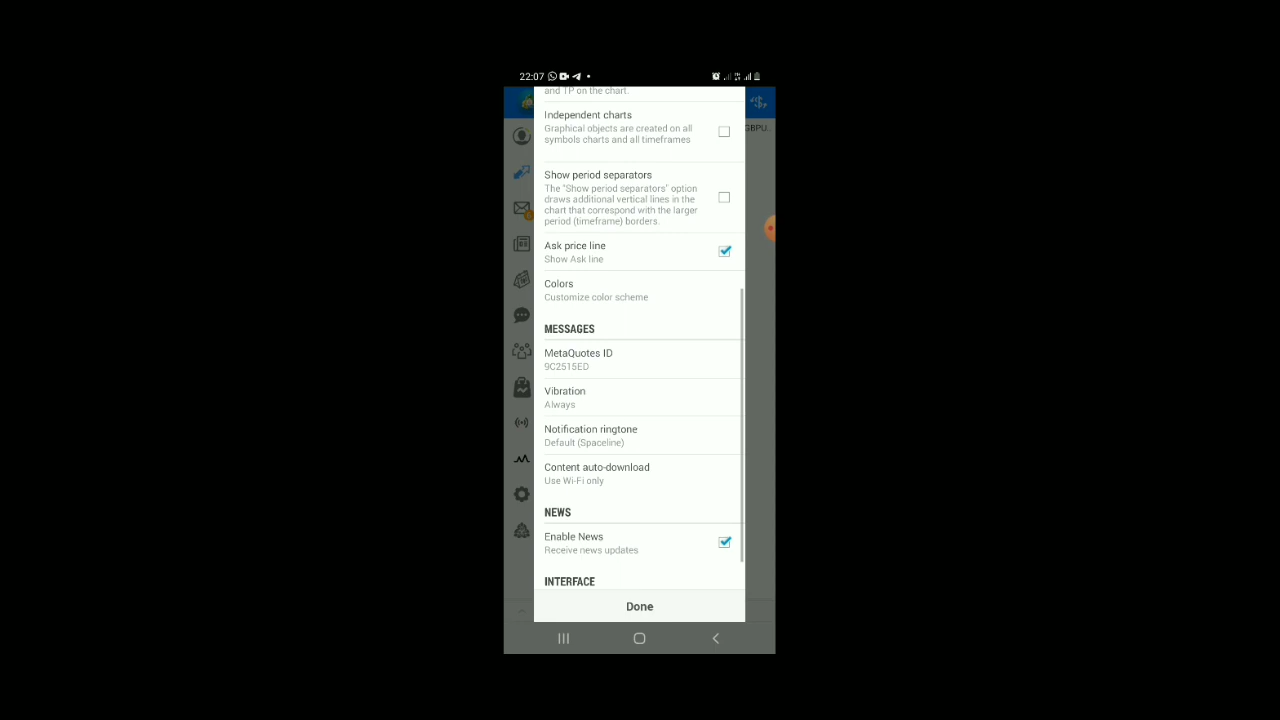 22:07
and TP on the chart.
Independent charts
Graphical objects are created on all
symbols charts and all timeframes
GBPU..
Show period separators
The "Show period separators" option
draws additional vertical lines in the
chart that correspond with the larger
period (timeframe) borders.
Ask price line
Show Ask line
Colors
Customize color scheme
MESSAGES
MetaQuotes ID
9C2515ED
Vibration
Always
Notification ringtone
Default (Spaceline)
Content auto-download
Use Wi-Fi only
NEWS
Enable News
Receive news updates
INTERFACE
Done